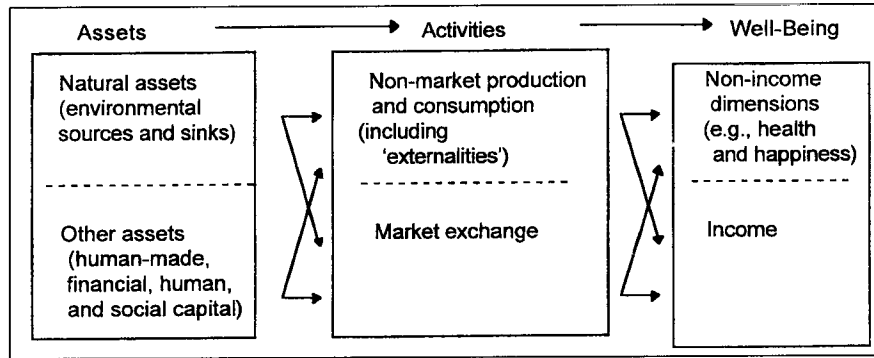 Assets
Activities
Well-Being
Natural assets
(environmental
sources and sinks)
Other assets
(human-made,
financial, human,
and social capital)
Non-market production
and consumption
(including
'externalities')
Market exchange
Non-income
dimensions
(e.g., health
and happiness)
Income